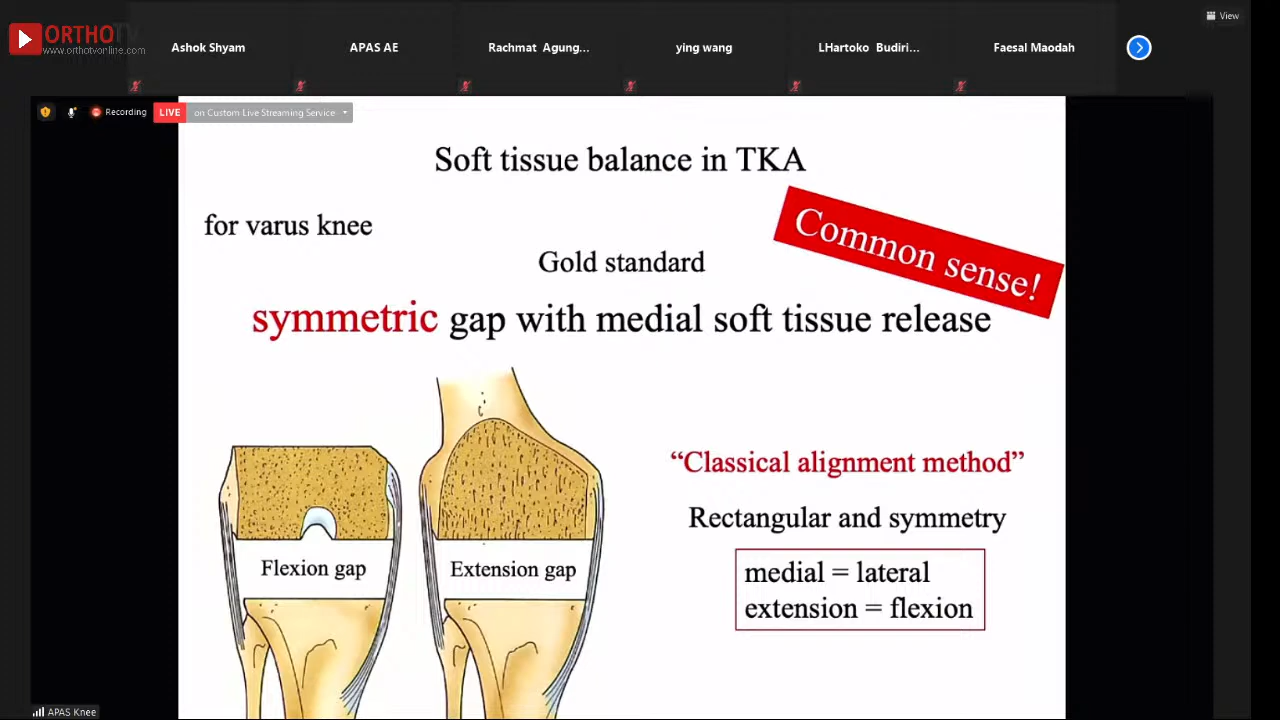 ORTHOTV
www.orthotvonline.com
Ashok Shyam
APAS AE
Rachmat Agung...
ying wang
LHartoko Budiri...
Faesal Maodah
View
Recording
LIVE
on Custom Live Streaming Service
Soft tissue balance in TKA
for varus knee
Common sense!
Gold standard
symmetric gap with medial soft tissue release
“Classical alignment method”
Rectangular and symmetry
Flexion gap
Extension gap
medial = lateral
extension = flexion
APAS Knee